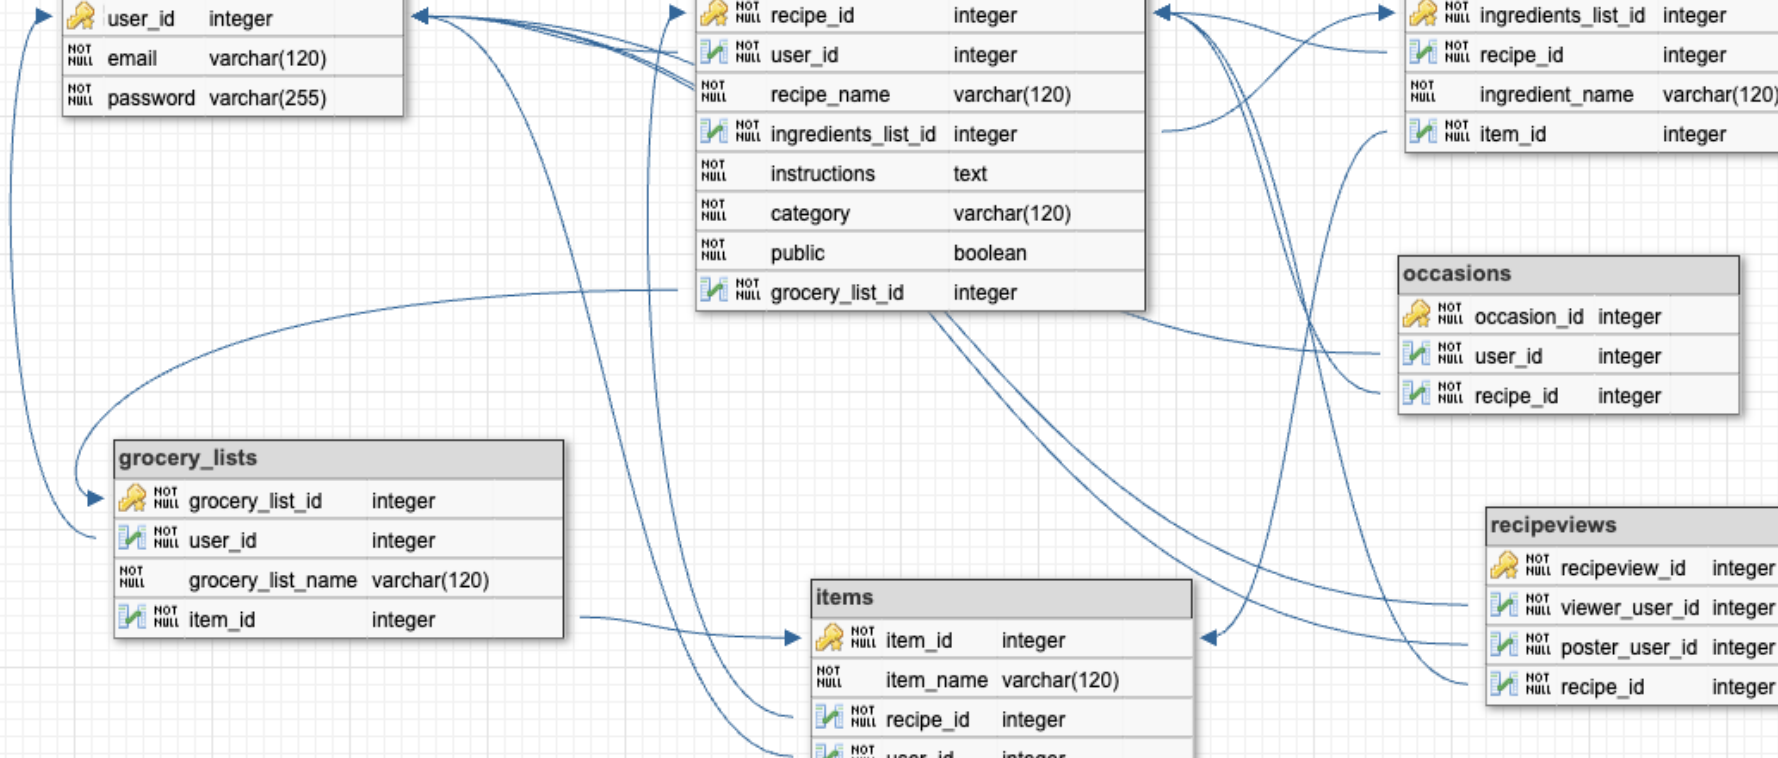 NOT NULL user_id integer
NOT NULL email varchar(120)
NOT NULL password varchar(255)
NOT NULL recipe_id integer
NOT NULL user_id integer
NOT NULL recipe_name varchar(120)
NOT NULL ingredients_list_id integer
NOT NULL instructions text
NOT NULL category varchar(120)
NOT NULL public boolean
NOT NULL grocery_list_id integer
NOT NULL ingredients_list_id integer
NOT NULL recipe_id integer
NOT NULL ingredient_name varchar(120)
NOT NULL item_id integer
occasions
NOT NULL occasion_id integer
NOT NULL user_id integer
NOT NULL recipe_id integer
grocery_lists
NOT NULL grocery_list_id integer
NOT NULL user_id integer
NOT NULL grocery_list_name varchar(120)
NOT NULL item_id integer
items
NOT NULL item_id integer
NOT NULL item_name varchar(120)
NOT NULL recipe_id integer
NOT NULL user_id integer
recipeviews
NOT NULL recipeview_id integer
NOT NULL viewer_user_id integer
NOT NULL poster_user_id integer
NOT NULL recipe_id integer